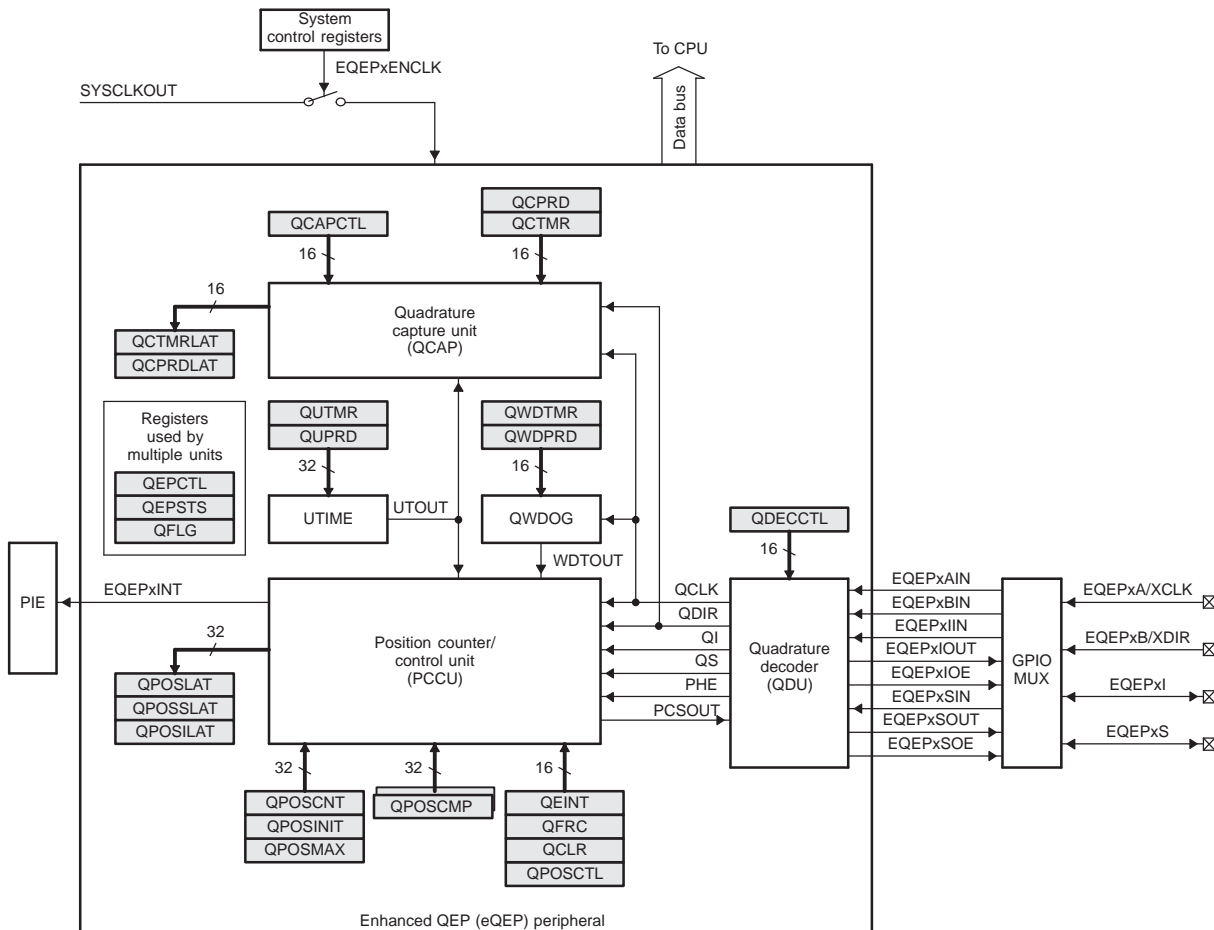 System
control registers
To CPU
EQEPxENCLK
SYSCLKOUT
Data bus
QCPRD
QCAPCTL
QCTMR
16
16
16
Quadrature
capture unit
(QCAP)
QCTMRLAT
QCPRDLAT
Registers
used by
multiple units
QEPCTL
QEPSTS
QFLG
QUTMR
QUPRD
32
QWDTMR
QWDPRD
16
UTIME
UTOUT
QWDOG
WDTOUT
QDECCTL
16
PIE
EQEPxINT
32
Position counter/
control unit
(PCCU)
QCLK
QDIR
QI
QS
PHE
PCSOUT
Quadrature
decoder
(QDU)
EQEPxAIN
EQEPxBIN
EQEPxIIN
EQEPxIOUT
EQEPxIOE
EQEPxSIN
EQEPxSOUT
EQEPxSOE
GPIO
MUX
EQEPxA/XCLK
EQEPxB/XDIR
EQEPxI
EQEPxS
QPOSLAT
QPOSSLAT
QPOSILAT
32
32
16
QPOSCNT
QPOSINIT
QPOSMAX
QPOSCMP
QEINT
QFRC
QCLR
QPOSCTL
Enhanced QEP (eQEP) peripheral